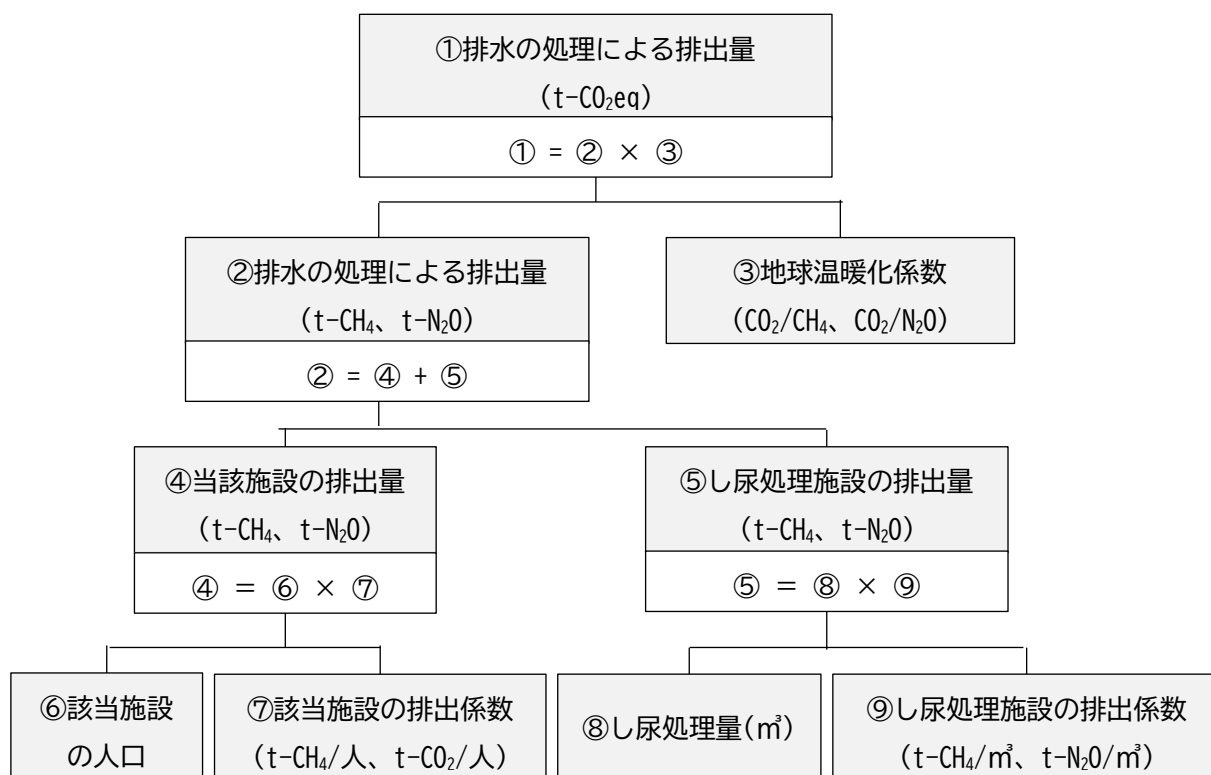 ①排水の処理による排出量
(t-CO₂eq)
① = ② × ③
②排水の処理による排出量
(t-CH₄、t-N₂O)
② = ④ + ⑤
③地球温暖化係数
(CO₂/CH₄、CO₂/N₂O)
④当該施設の排出量
(t-CH₄、t-N₂O)
④ = ⑥ × ⑦
⑤し尿処理施設の排出量
(t-CH₄、t-N₂O)
⑤ = ⑧ × ⑨
⑥該当施設
の人口
⑦該当施設の排出係数
(t-CH₄/人、t-CO₂/人)
⑧し尿処理量(㎥)
⑨し尿処理施設の排出係数
(t-CH₄/㎥、t-N₂O/㎥)